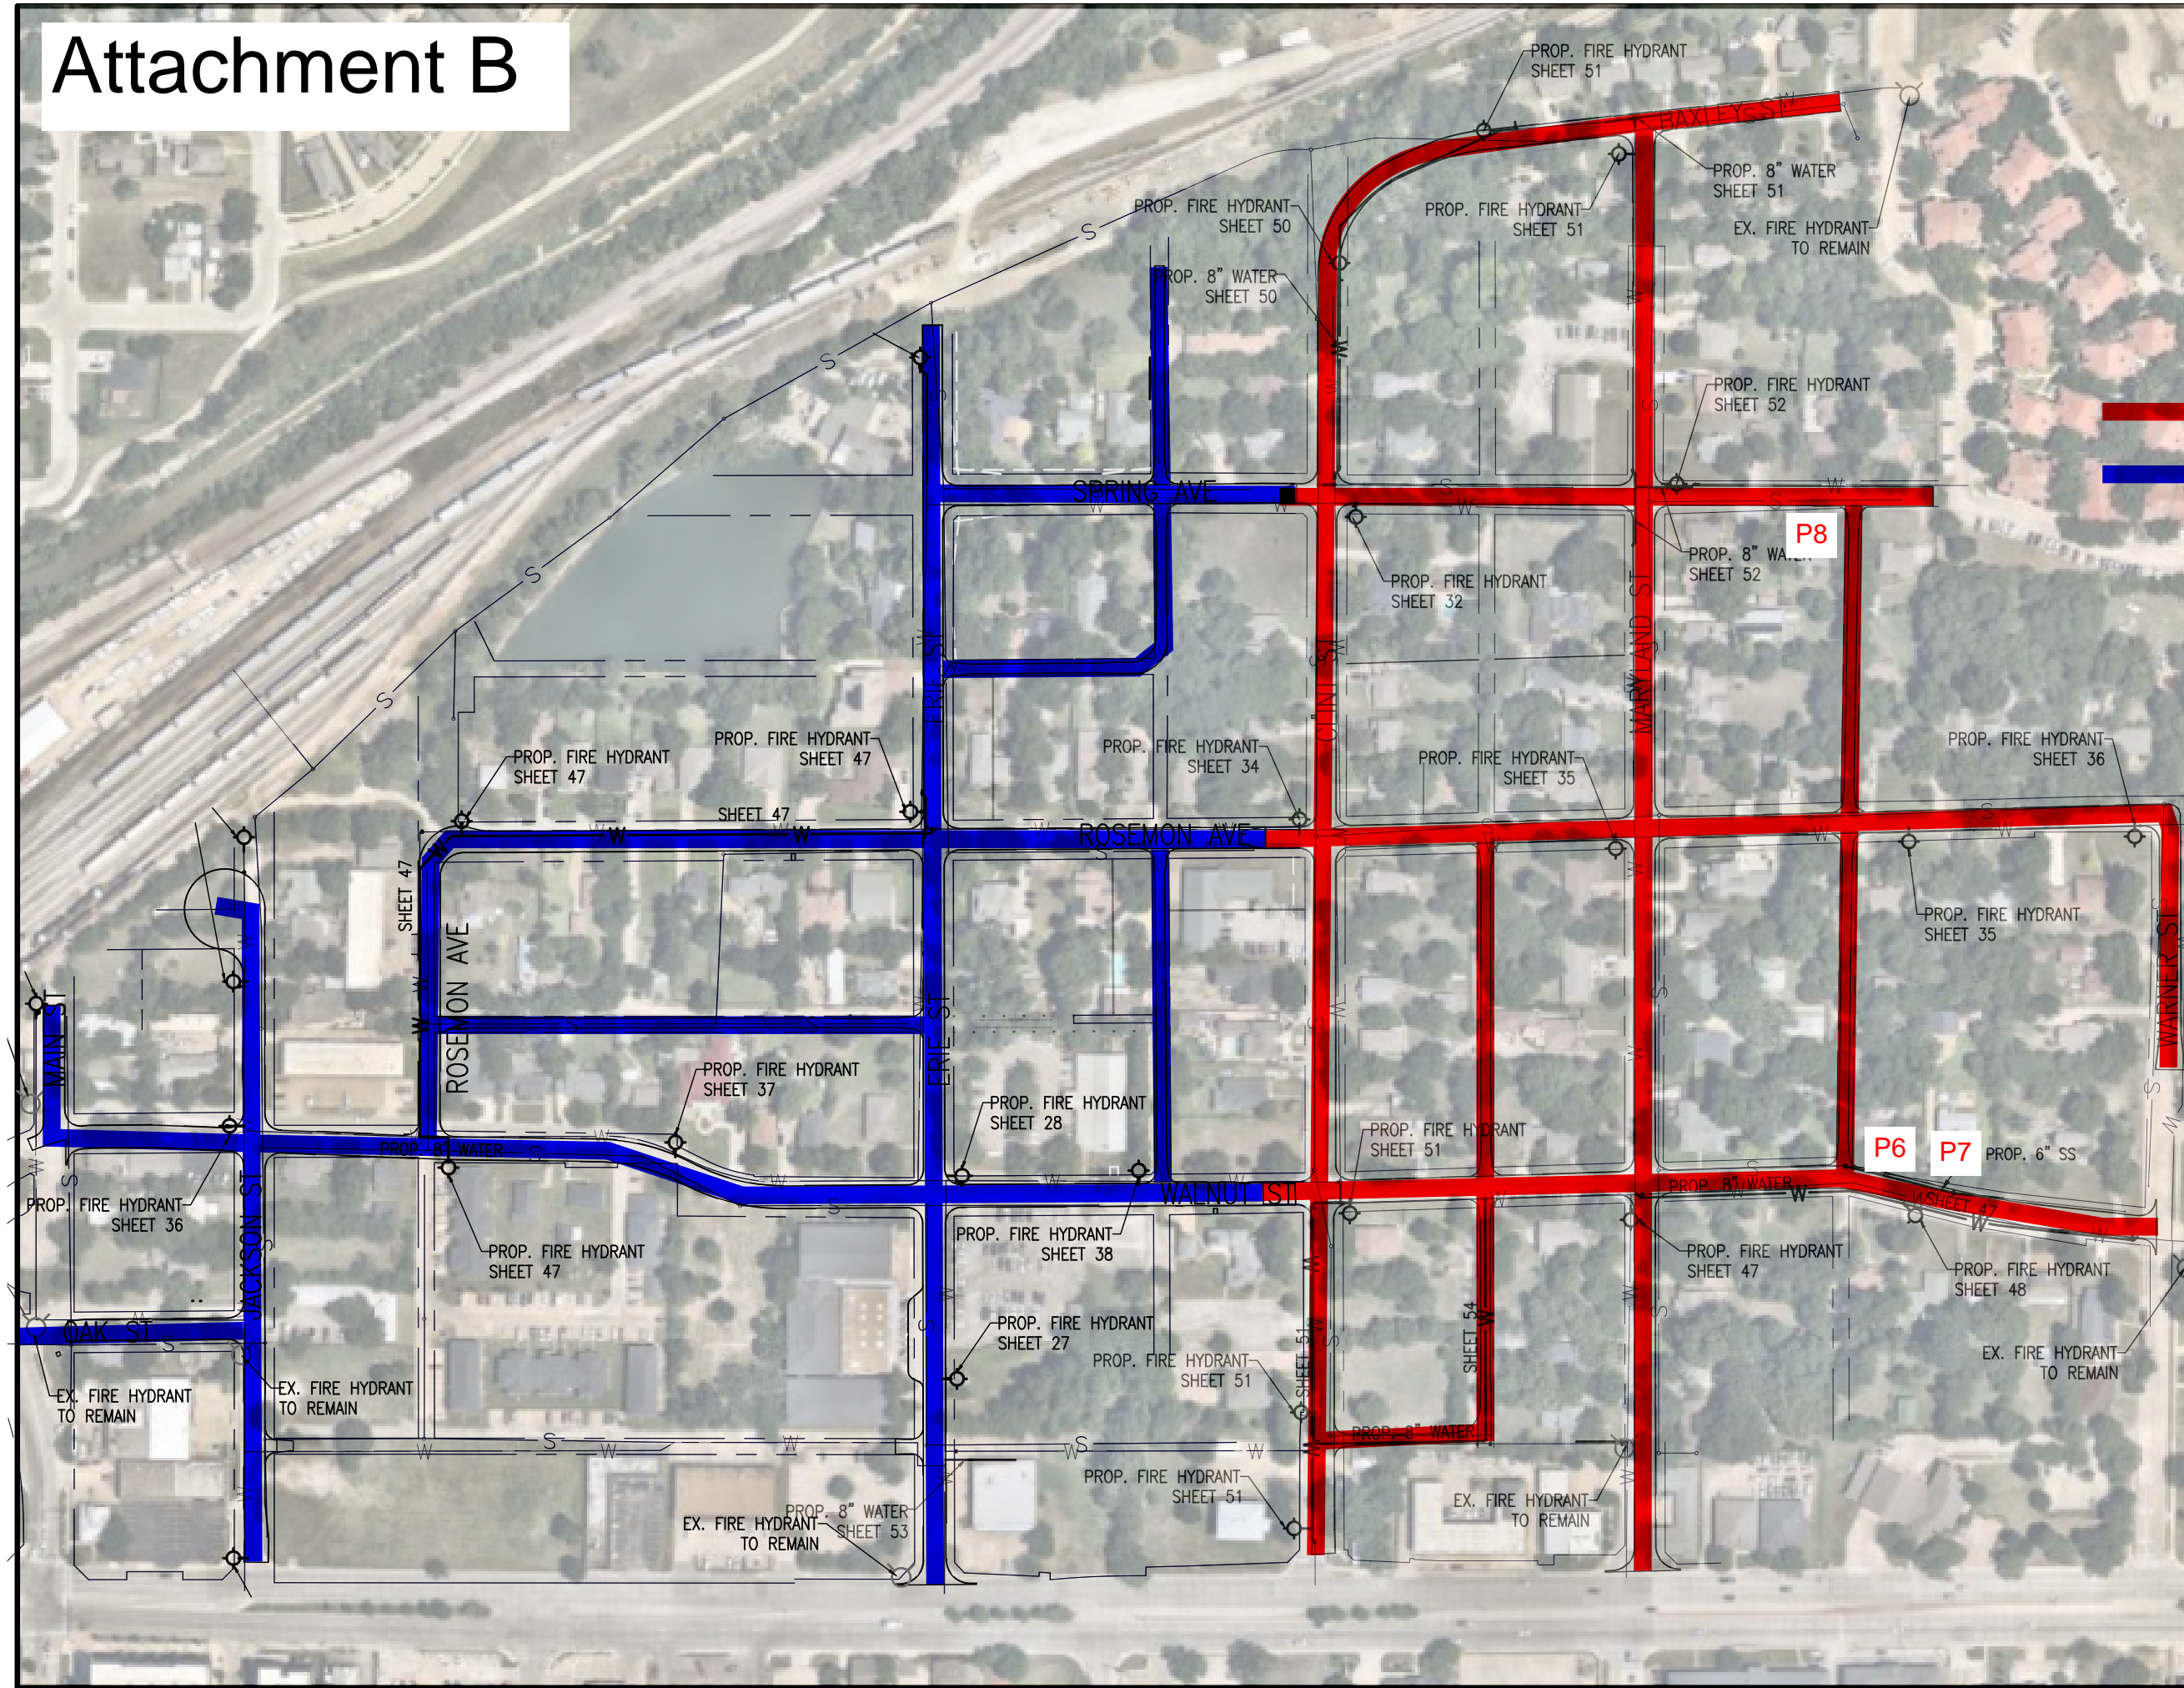 Attachment B
PROP. FIRE HYDRANT
SHEET 51
BAXLEY ST
W
PROP. 8" WATER
SHEET 51
PROP. FIRE HYDRANT
SHEET 50
PROP. FIRE HYDRANT
SHEET 51
EX. FIRE HYDRANT
TO REMAIN
S
PROP. 8" WATER
SHEET 50
W
W
S
PROP. FIRE HYDRANT
SHEET 52
SPRING AVE
W
W
S
W
S
W
P8
PROP. 8" WATER
SHEET 52
PROP. FIRE HYDRANT
SHEET 32
S
S
ERIE ST
CLINE ST
MARYLAND ST
PROP. FIRE HYDRANT
SHEET 47
PROP. FIRE HYDRANT
SHEET 47
PROP. FIRE HYDRANT
SHEET 34
PROP. FIRE HYDRANT
SHEET 35
PROP. FIRE HYDRANT
SHEET 36
SHEET 47
W
W
W
ROSEMON AVE
S
S
W
SHEET 47
PROP. FIRE HYDRANT
SHEET 35
ROSEMON AVE
WARNER ST
MAIN ST
ERIE ST
PROP. FIRE HYDRANT
SHEET 37
PROP. FIRE HYDRANT
SHEET 28
PROP. FIRE HYDRANT
SHEET 51
PROP. 8" WATER
S
W
P6
P7
PROP. 6" SS
PROP. FIRE HYDRANT
SHEET 36
JACKSON ST
WALNUT ST
PROP. 8" WATER
W
SHEET 47
W
PROP. FIRE HYDRANT
SHEET 47
PROP. FIRE HYDRANT
SHEET 38
PROP. FIRE HYDRANT
SHEET 47
PROP. FIRE HYDRANT
SHEET 48
OAK ST
S
PROP. FIRE HYDRANT
SHEET 27
PROP. FIRE HYDRANT
SHEET 51
SHEET 51
SHEET 54
EX. FIRE HYDRANT
TO REMAIN
EX. FIRE HYDRANT
TO REMAIN
EX. FIRE HYDRANT
TO REMAIN
PROP. 8" WATER
W
S
W
W
W
S
W
PROP. FIRE HYDRANT
SHEET 51
EX. FIRE HYDRANT
TO REMAIN
PROP. 8" WATER
SHEET 53
EX. FIRE HYDRANT
TO REMAIN